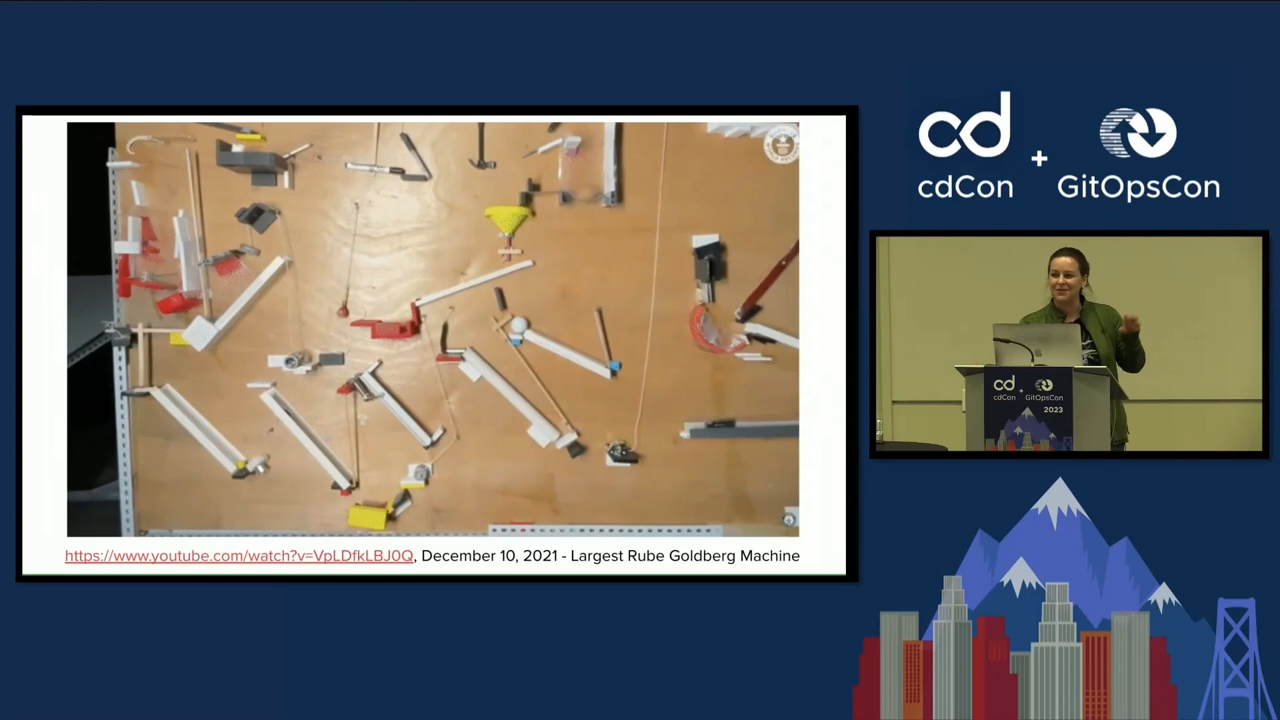 cd
cdCon
+
GitOpsCon
cd
cdCon
+
GitOpsCon
2023
https://www.youtube.com/watch?v=VpLDfkLBJ0Q, December 10, 2021 - Largest Rube Goldberg Machine